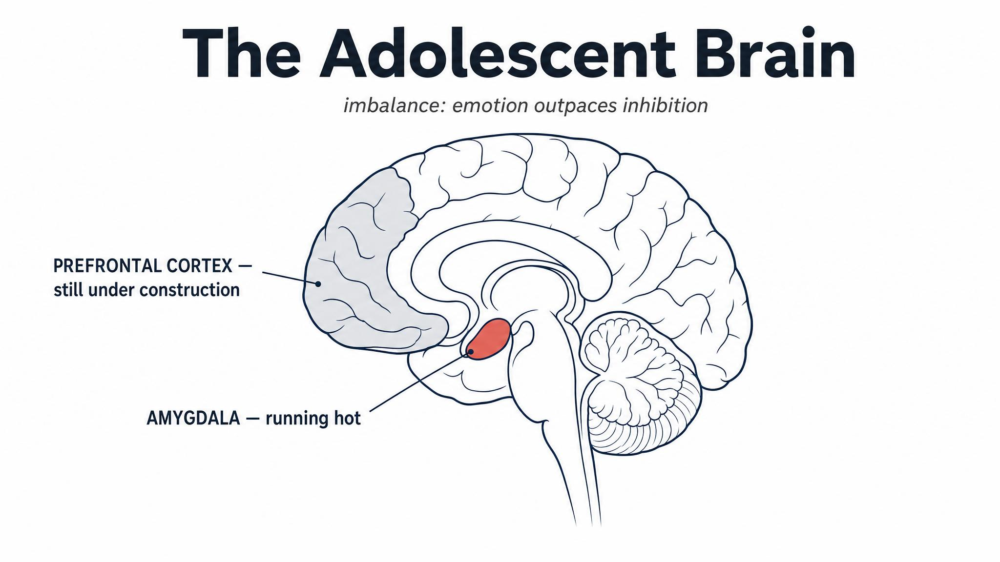 The Adolescent Brain
imbalance: emotion outpaces inhibition
PREFRONTAL CORTEX —
still under construction
AMYGDALA — running hot